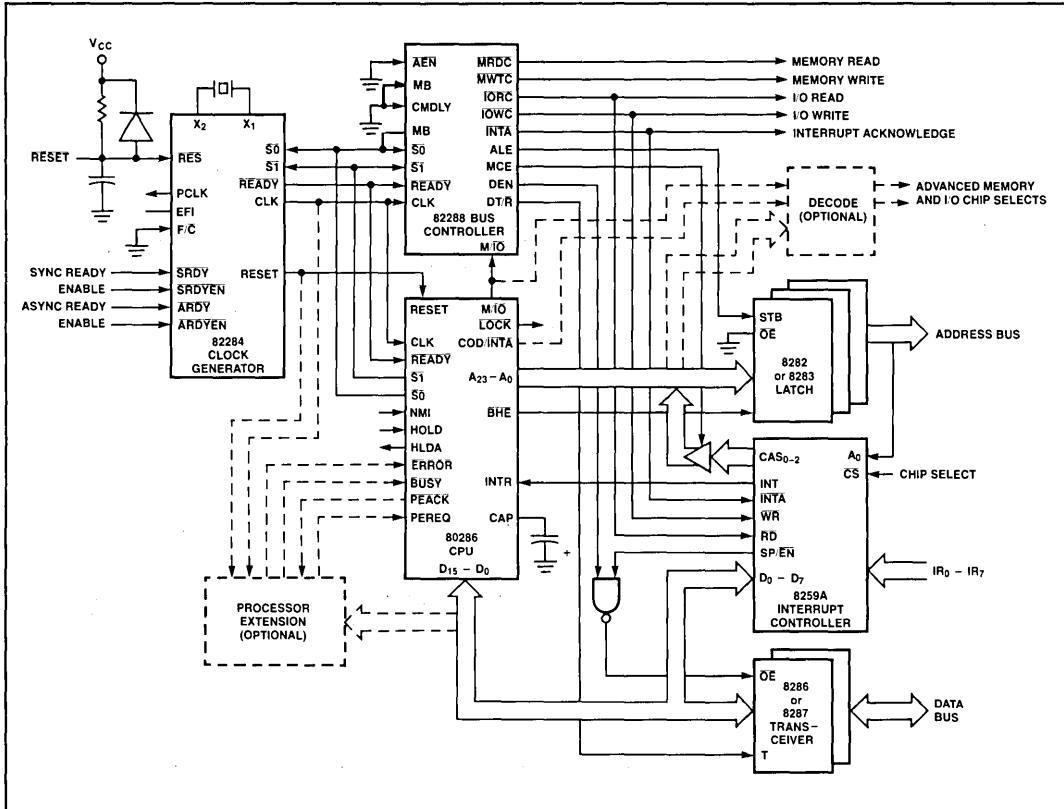 VCC
X2
X1
RESET
RES
PCLK
EFI
F/C
SYNC READY
SRDY
ENABLE
SRDYEN
ASYNC READY
ARDY
ENABLE
ARDYEN
S0
S1
READY
CLK
RESET
82284
CLOCK
GENERATOR
AEN
MB
CMDLY
MB
S0
S1
READY
CLK
MRDC
MWTC
IORC
IOWC
INTA
ALE
MCE
DEN
DT/R
82288 BUS
CONTROLLER
M/IO
MEMORY READ
MEMORY WRITE
I/O READ
I/O WRITE
INTERRUPT ACKNOWLEDGE
DECODE
(OPTIONAL)
ADVANCED MEMORY
AND I/O CHIP SELECTS
RESET
M/IO
LOCK
COD/INTA
CLK
READY
S1
S0
A23 – A0
NMI
HOLD
HLDA
BHE
ERROR
BUSY
PEACK
PEREQ
INTR
CAP
+
80286
CPU
D15 – D0
STB
OE
8282
or 8283
LATCH
ADDRESS BUS
CAS0–2
A0
CS
CHIP SELECT
INT
INTA
WR
RD
SP/EN
D0 – D7
8259A
INTERRUPT
CONTROLLER
IR0 – IR7
PROCESSOR
EXTENSION
(OPTIONAL)
OE
8286
or
8287
TRANS–
CEIVER
T
DATA
BUS